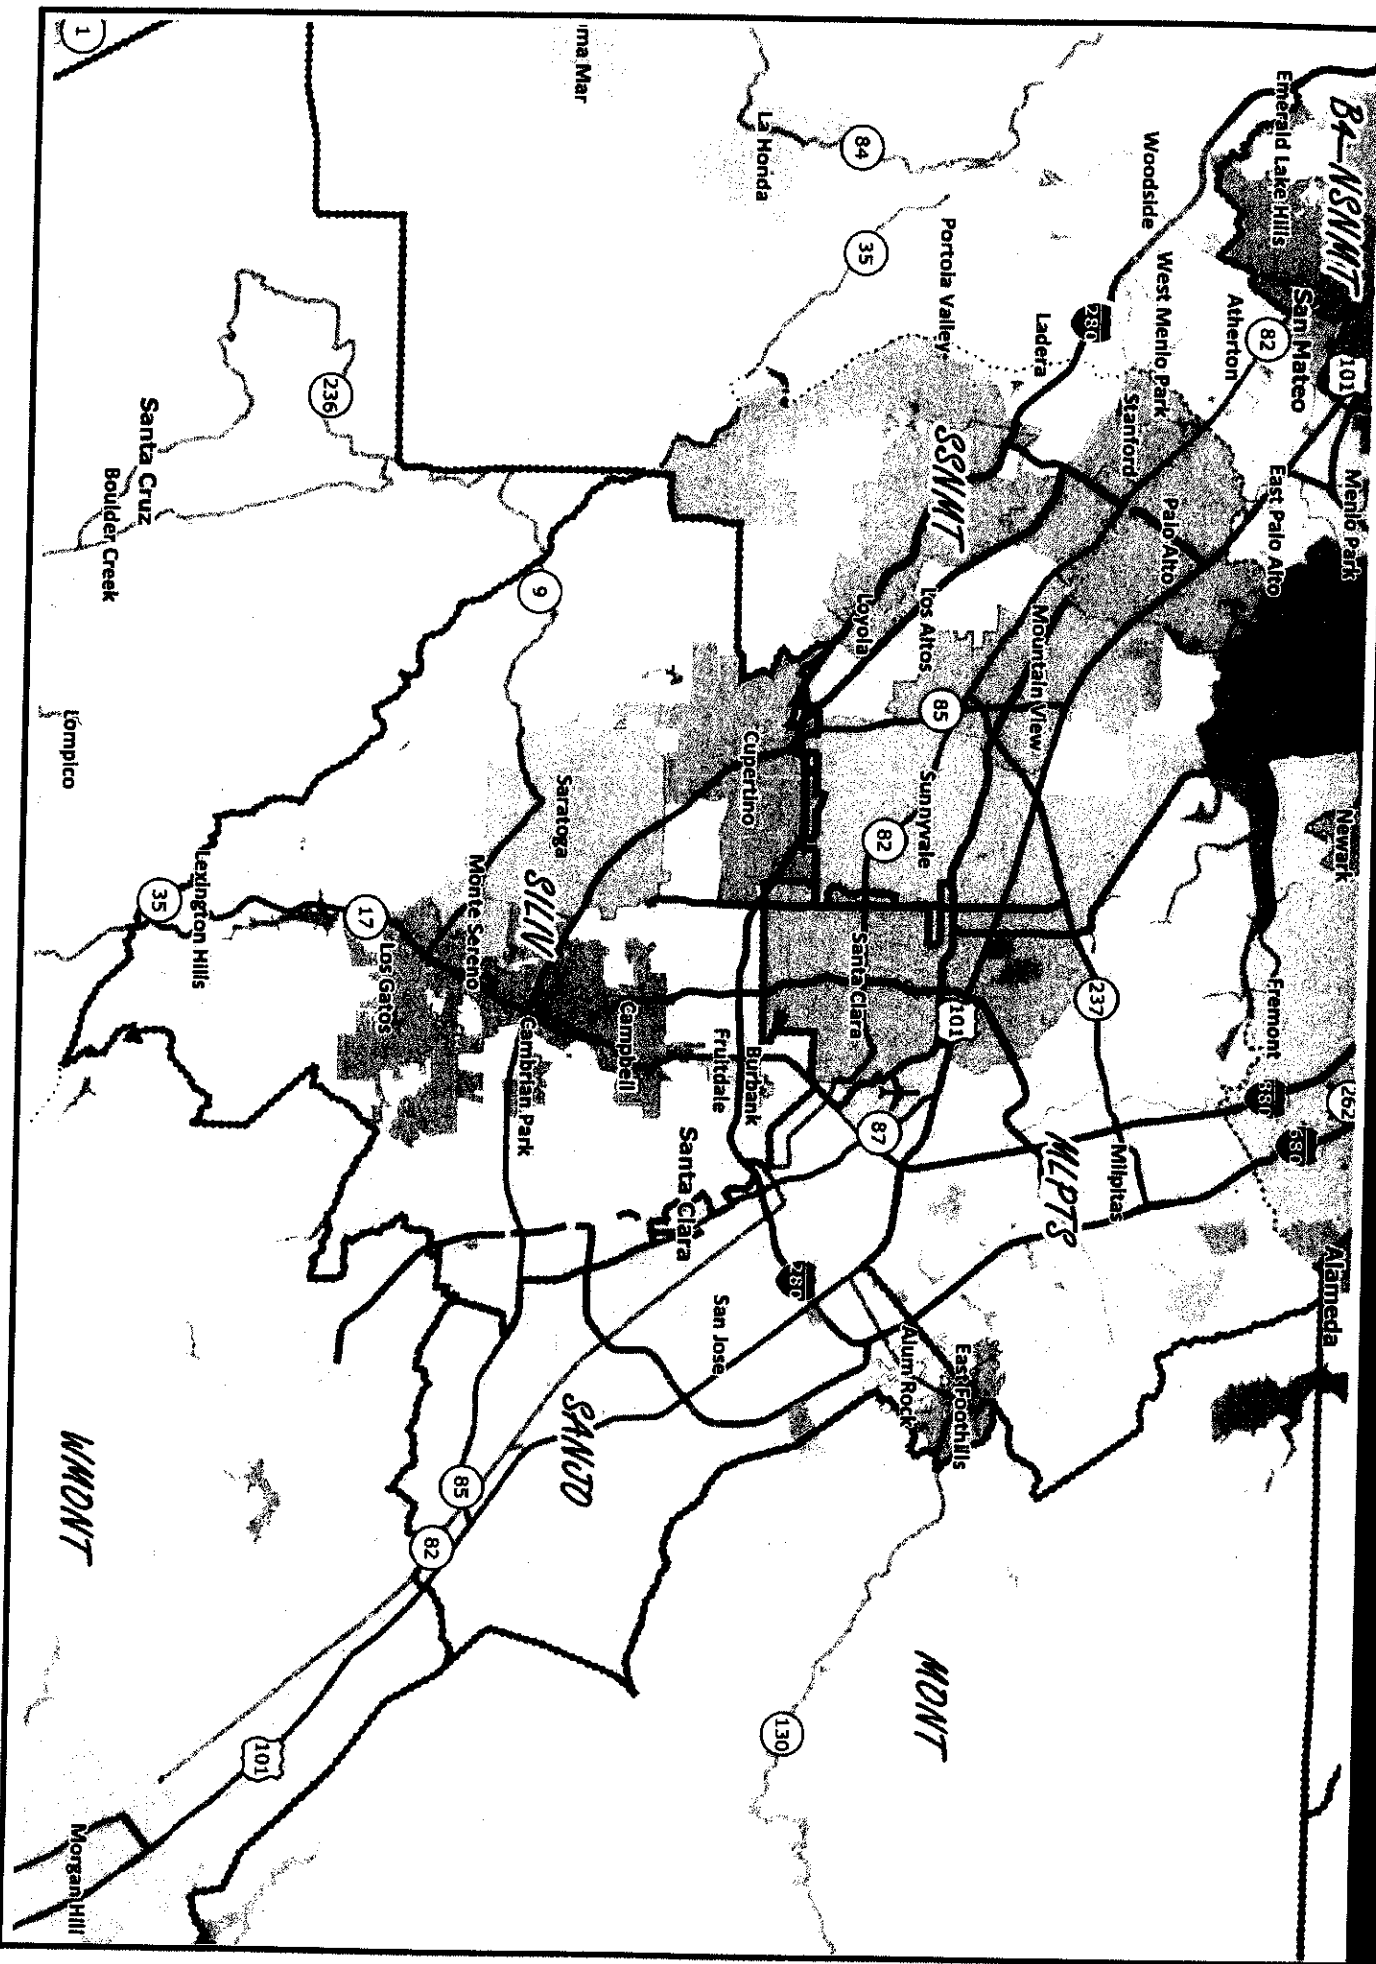 B4-NSNMT
Emerald Lake Hills
San Mateo
101
Menlo Park
Newark
Fremont
262
880
680
Alameda
Woodside
West Menlo Park
Atherton
82
East Palo Alto
Stanford
Palo Alto
280
Ladera
Portola Valley
SSNMT
84
La Honda
35
Los Altos
Loyola
Mountain View
85
Sunnyvale
82
237
Milpitas
MLPTS
101
Santa Clara
87
Cupertino
Burbank
Fruitdale
Santa Clara
280
Alum Rock
East Foothills
San Jose
Saratoga
SILIV
Campbell
Cambrian Park
Monte Sereno
Los Gatos
17
9
236
Santa Cruz
Boulder Creek
Lompico
Lexington Hills
35
SANJO
85
82
MONT
130
WMONT
101
Morgan Hill
ma Mar
1